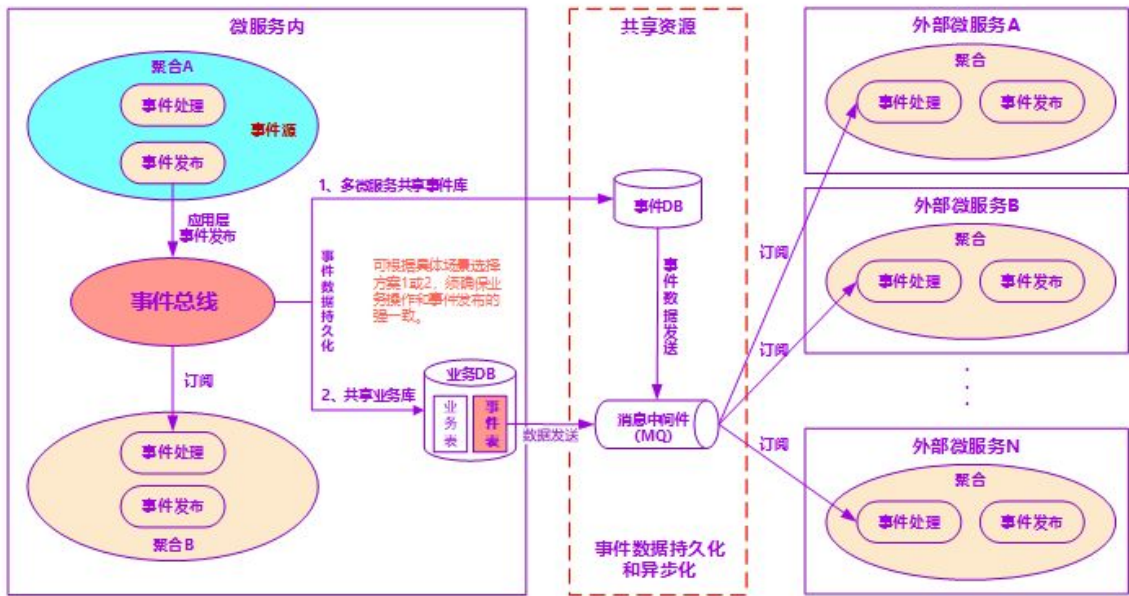 微服务内
聚合A
事件处理
事件源
事件发布
应用层
事件发布
事件总线
订阅
事件处理
事件发布
聚合B
1、多微服务共享事件库
事件数据持久化
可根据具体场景选择
方案1或2，须确保业
务操作和事件发布的
强一致。
2、共享业务库
业务DB
业务表
事件表
数据发送
共享资源
事件DB
事件数据发送
消息中间件
(MQ)
事件数据持久化
和异步化
订阅
订阅
订阅
外部微服务A
聚合
事件处理
事件发布
外部微服务B
聚合
事件处理
事件发布
外部微服务N
聚合
事件处理
事件发布